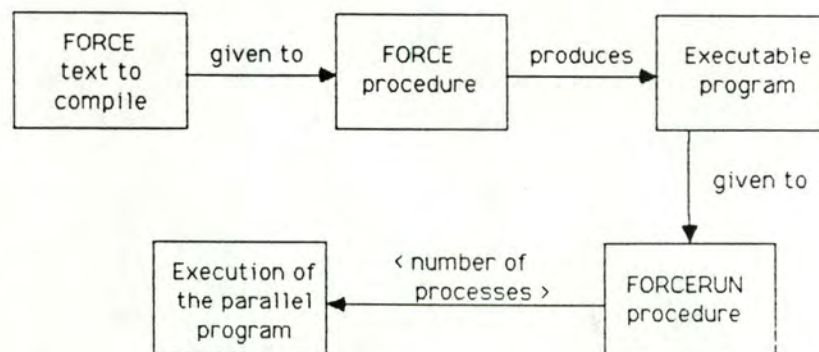 FORCE
text to
compile
given to
FORCE
procedure
produces
Executable
program
given to
FORCERUN
procedure
< number of
processes >
Execution of
the parallel
program